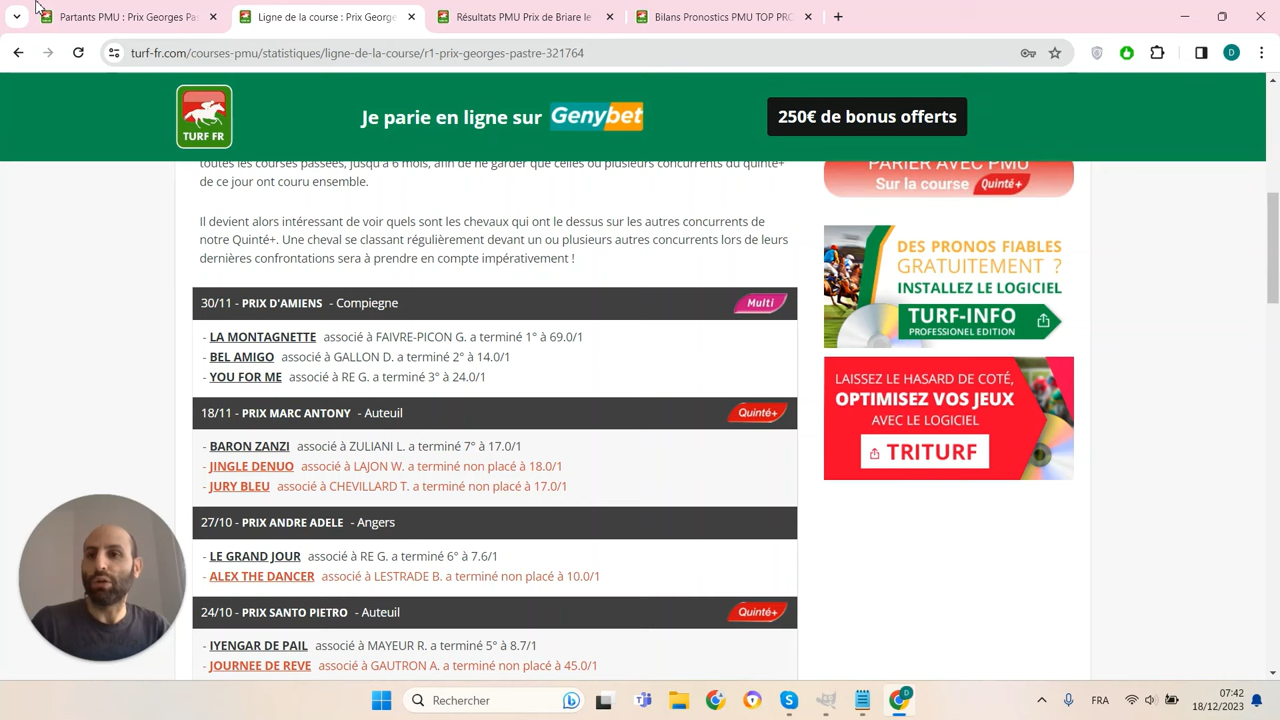 Partants PMU : Prix Georges Pas
Ligne de la course : Prix George
Résultats PMU Prix de Briare le
Bilans Pronostics PMU TOP PRO
turf-fr.com/courses-pmu/statistiques/ligne-de-la-course/r1-prix-georges-pastre-321764
D
TURF FR
Je parie en ligne sur Genybet
250€ de bonus offerts
toutes les courses passées, jusqu'à 6 mois, afin de ne garder que celles ou plusieurs concurrents du quinté+
de ce jour ont couru ensemble.
Il devient alors intéressant de voir quels sont les chevaux qui ont le dessus sur les autres concurrents de
notre Quinté+. Une cheval se classant régulièrement devant un ou plusieurs autres concurrents lors de leurs
dernières confrontations sera à prendre en compte impérativement !
30/11 - PRIX D'AMIENS - Compiegne
Multi
- LA MONTAGNETTE associé à FAIVRE-PICON G. a terminé 1° à 69.0/1
- BEL AMIGO associé à GALLON D. a terminé 2° à 14.0/1
- YOU FOR ME associé à RE G. a terminé 3° à 24.0/1
18/11 - PRIX MARC ANTONY - Auteuil
Quinté+
- BARON ZANZI associé à ZULIANI L. a terminé 7° à 17.0/1
- JINGLE DENUO associé à LAJON W. a terminé non placé à 18.0/1
- JURY BLEU associé à CHEVILLARD T. a terminé non placé à 17.0/1
27/10 - PRIX ANDRE ADELE - Angers
- LE GRAND JOUR associé à RE G. a terminé 6° à 7.6/1
- ALEX THE DANCER associé à LESTRADE B. a terminé non placé à 10.0/1
24/10 - PRIX SANTO PIETRO - Auteuil
Quinté+
- IYENGAR DE PAIL associé à MAYEUR R. a terminé 5° à 8.7/1
- JOURNEE DE REVE associé à GAUTRON A. a terminé non placé à 45.0/1
PARIER AVEC PMU
Sur la course Quinté+
DES PRONOS FIABLES
GRATUITEMENT ?
INSTALLEZ LE LOGICIEL
TURF-INFO
PROFESSIONEL EDITION
LAISSEZ LE HASARD DE COTÉ,
OPTIMISEZ VOS JEUX
AVEC LE LOGICIEL
TRITURF
Rechercher
FRA
07:42
18/12/2023